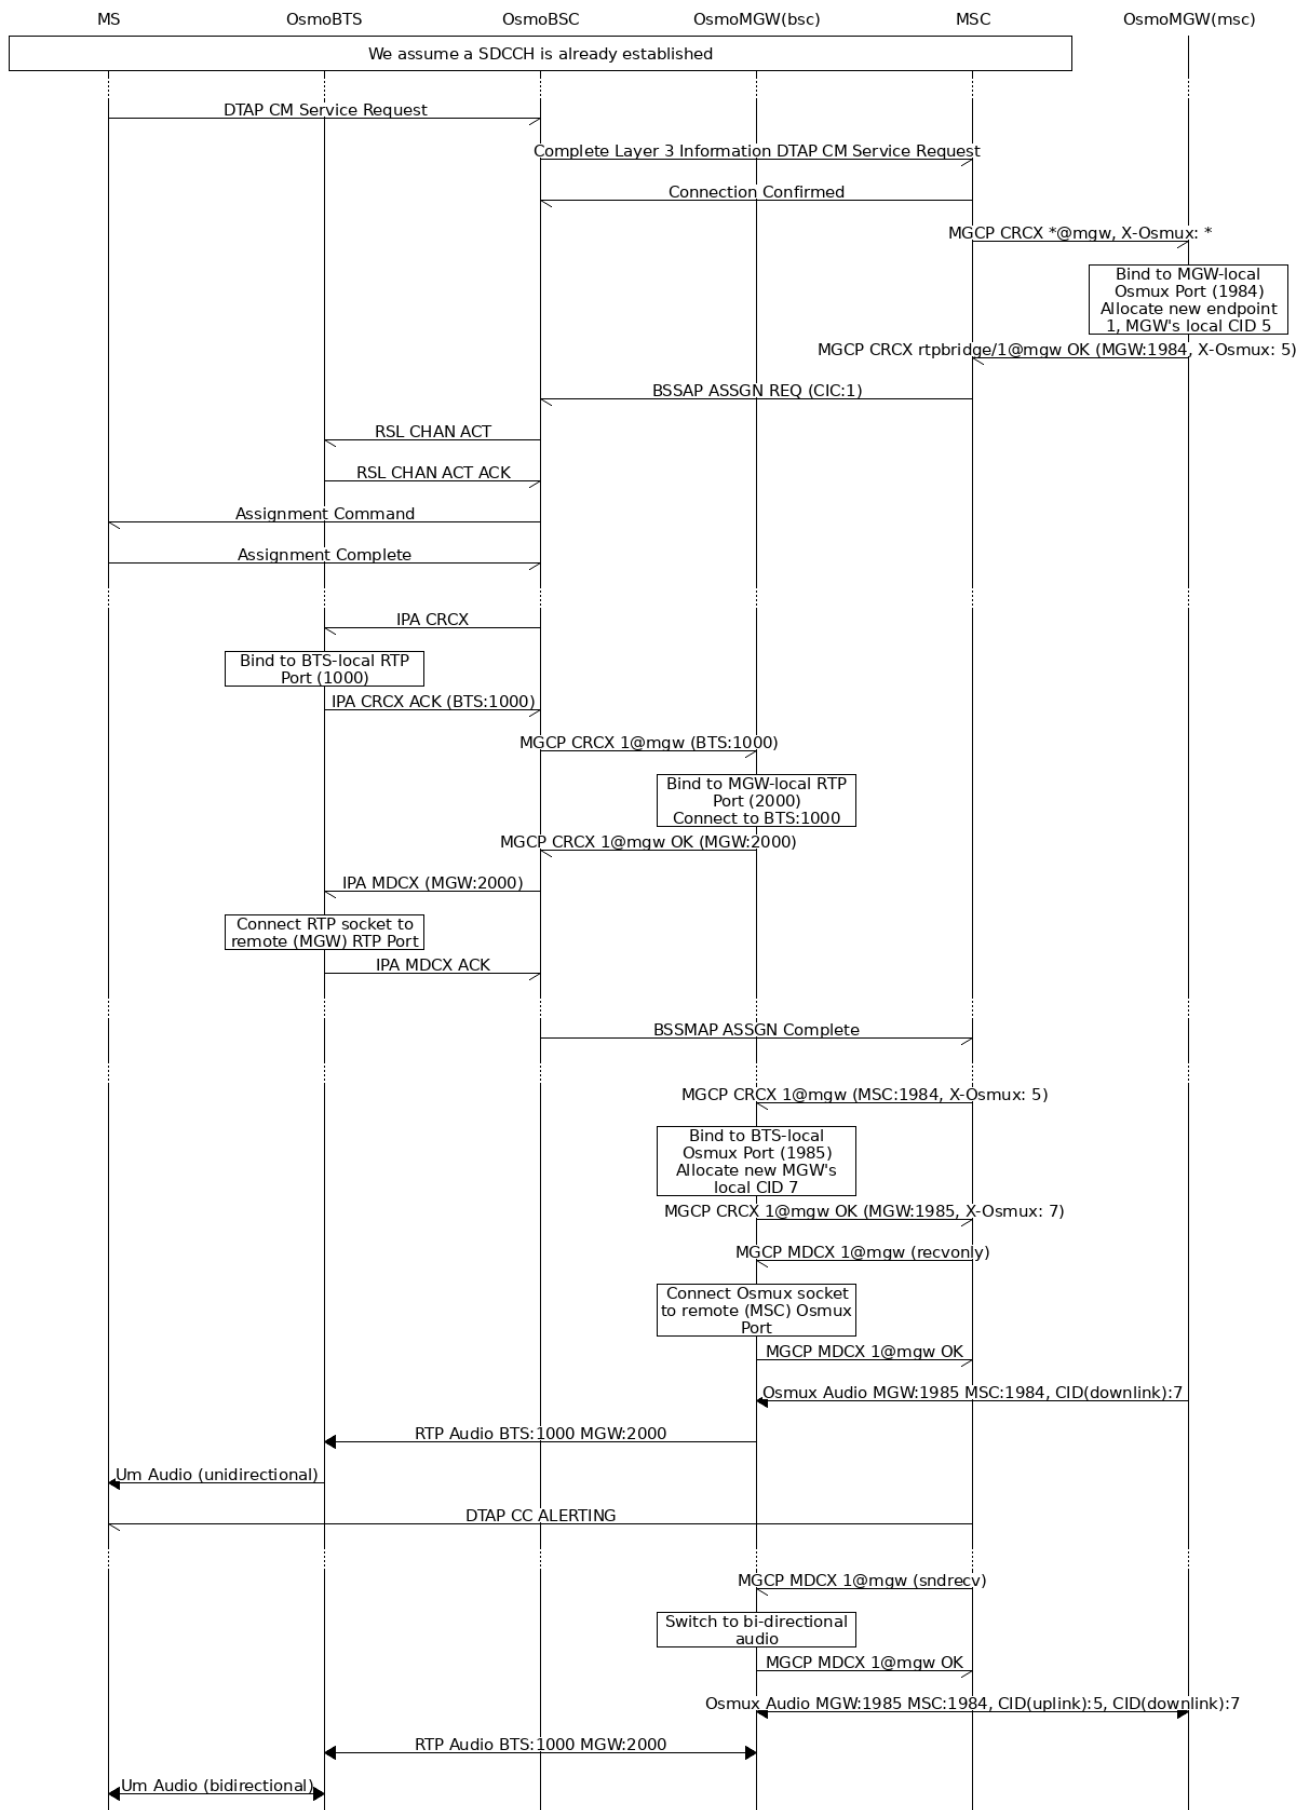 MS OsmoBTS OsmoBSC OsmoMGW(bsc) MSC OsmoMGW(msc)
We assume a SDCCH is already established
DTAP CM Service Request
Complete Layer 3 Information DTAP CM Service Request
Connection Confirmed
MGCP CRCX *@mgw, X-Osmux: *
Bind to MGW-local
Osmux Port (1984)
Allocate new endpoint
1, MGW's local CID 5
MGCP CRCX rtpbridge/1@mgw OK (MGW:1984, X-Osmux: 5)
BSSAP ASSGN REQ (CIC:1)
RSL CHAN ACT
RSL CHAN ACT ACK
Assignment Command
Assignment Complete
IPA CRCX
Bind to BTS-local RTP
Port (1000)
IPA CRCX ACK (BTS:1000)
MGCP CRCX 1@mgw (BTS:1000)
Bind to MGW-local RTP
Port (2000)
Connect to BTS:1000
MGCP CRCX 1@mgw OK (MGW:2000)
IPA MDCX (MGW:2000)
Connect RTP socket to
remote (MGW) RTP Port
IPA MDCX ACK
BSSMAP ASSGN Complete
MGCP CRCX 1@mgw (MSC:1984, X-Osmux: 5)
Bind to BTS-local
Osmux Port (1985)
Allocate new MGW's
local CID 7
MGCP CRCX 1@mgw OK (MGW:1985, X-Osmux: 7)
MGCP MDCX 1@mgw (recvonly)
Connect Osmux socket
to remote (MSC) Osmux
Port
MGCP MDCX 1@mgw OK
Osmux Audio MGW:1985 MSC:1984, CID(downlink):7
RTP Audio BTS:1000 MGW:2000
Um Audio (unidirectional)
DTAP CC ALERTING
MGCP MDCX 1@mgw (sndrecv)
Switch to bi-directional
audio
MGCP MDCX 1@mgw OK
Osmux Audio MGW:1985 MSC:1984, CID(uplink):5, CID(downlink):7
RTP Audio BTS:1000 MGW:2000
Um Audio (bidirectional)